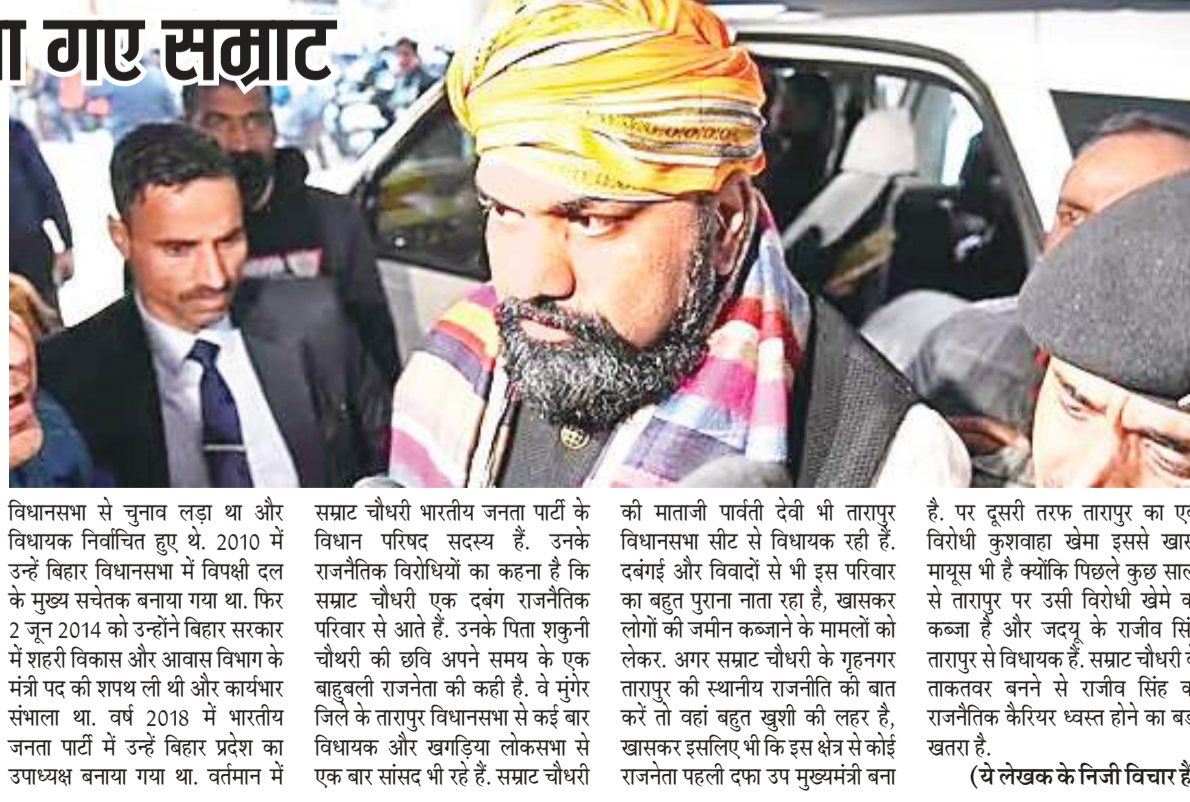 गए सम्राट
विधानसभा से चुनाव लड़ा था और
विधायक निर्वाचित हुए थे. 2010 में
उन्हें बिहार विधानसभा में विपक्षी दल
के मुख्य सचेतक बनाया गया था. फिर
2 जून 2014 को उन्होंने बिहार सरकार
में शहरी विकास और आवास विभाग के
मंत्री पद की शपथ ली थी और कार्यभार
संभाला था. वर्ष 2018 में भारतीय
जनता पार्टी में उन्हें बिहार प्रदेश का
उपाध्यक्ष बनाया गया था. वर्तमान में
सम्राट चौधरी भारतीय जनता पार्टी के
विधान परिषद सदस्य हैं. उनके
राजनैतिक विरोधियों का कहना है कि
सम्राट चौधरी एक दबंग राजनैतिक
परिवार से आते हैं. उनके पिता शकुनी
चौथरी की छवि अपने समय के एक
बाहुबली राजनेता की कही है. वे मुंगेर
जिले के तारापुर विधानसभा से कई बार
विधायक और खगड़िया लोकसभा से
एक बार सांसद भी रहे हैं. सम्राट चौधरी
की माताजी पार्वती देवी भी तारापुर
विधानसभा सीट से विधायक रही हैं.
दबंगई और विवादों से भी इस परिवार
का बहुत पुराना नाता रहा है, खासकर
लोगों की जमीन कब्जाने के मामलों को
लेकर. अगर सम्राट चौधरी के गृहनगर
तारापुर की स्थानीय राजनीति की बात
करें तो वहां बहुत खुशी की लहर है,
खासकर इसलिए भी कि इस क्षेत्र से कोई
राजनेता पहली दफा उप मुख्यमंत्री बना
है. पर दूसरी तरफ तारापुर का
विरोधी कुशवाहा खेमा इससे
मायूस भी है क्योंकि पिछले कुछ
से तारापुर पर उसी विरोधी खेमे
कब्जा है और जदयू के राजीव
तारापुर से विधायक हैं. सम्राट चौधरी
ताकतवर बनने से राजीव सिंह
राजनैतिक कैरियर ध्वस्त होने का
खतरा है.
(ये लेखक के निजी विचार हैं